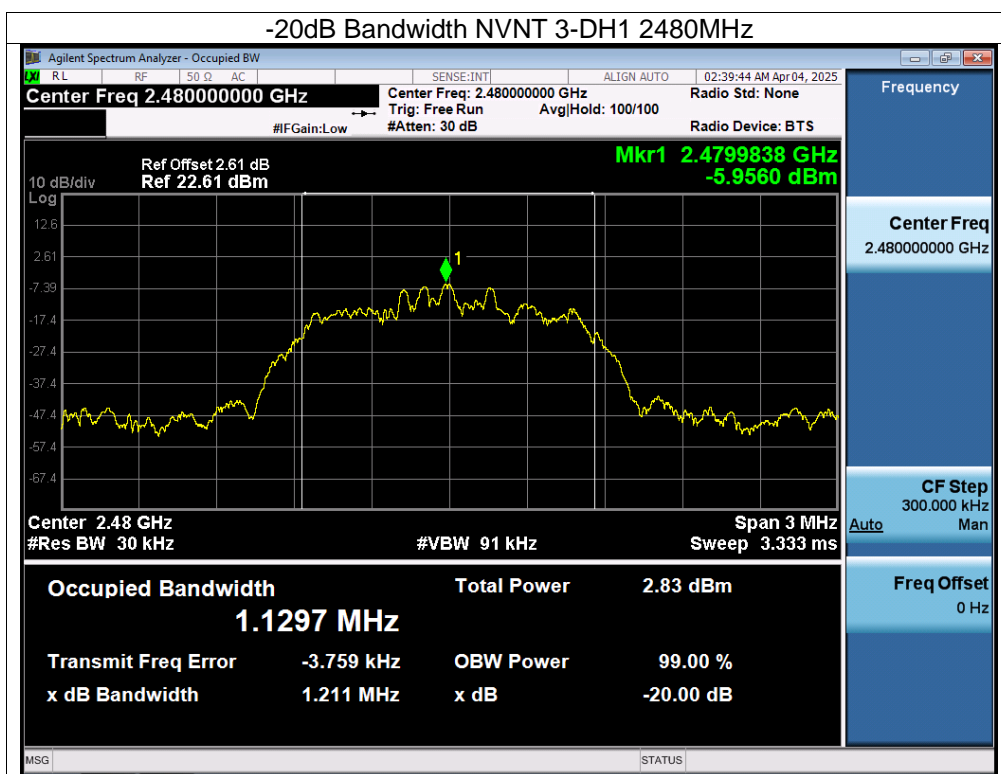 -20dB Bandwidth NVNT 3-DH1 2480MHz
Agilent Spectrum Analyzer - Occupied BW
LXI RL RF 50 Ω AC SENSE:INT ALIGN AUTO 02:39:44 AM Apr 04, 2025
Center Freq 2.480000000 GHz Center Freq: 2.480000000 GHz Radio Std: None
Trig: Free Run Avg|Hold: 100/100
#IFGain:Low #Atten: 30 dB Radio Device: BTS
Mkr1 2.4799838 GHz
-5.9560 dBm
Ref Offset 2.61 dB
10 dB/div Ref 22.61 dBm
Log
12.6
2.61
-7.39
-17.4
-27.4
-37.4
-47.4
-57.4
-67.4
1
Center 2.48 GHz Span 3 MHz
#Res BW 30 kHz #VBW 91 kHz Sweep 3.333 ms
Occupied Bandwidth Total Power 2.83 dBm
1.1297 MHz
Transmit Freq Error -3.759 kHz OBW Power 99.00 %
x dB Bandwidth 1.211 MHz x dB -20.00 dB
MSG STATUS
Frequency
Center Freq
2.480000000 GHz
CF Step
300.000 kHz
Auto Man
Freq Offset
0 Hz